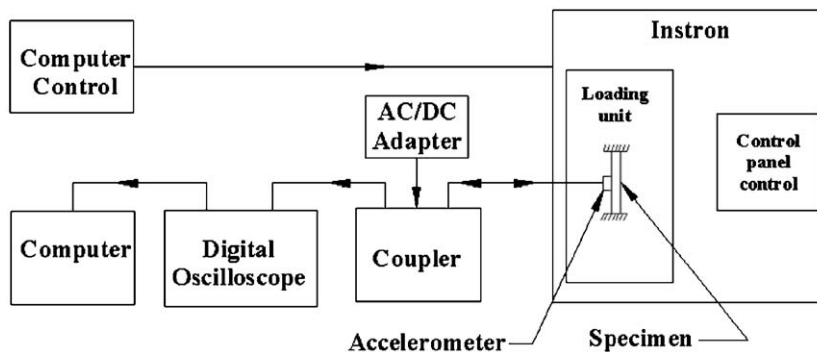 Instron
Computer
Control
Loading
unit
AC/DC
Adapter
Control
panel
control
Computer
Digital
Oscilloscope
Coupler
Accelerometer
Specimen